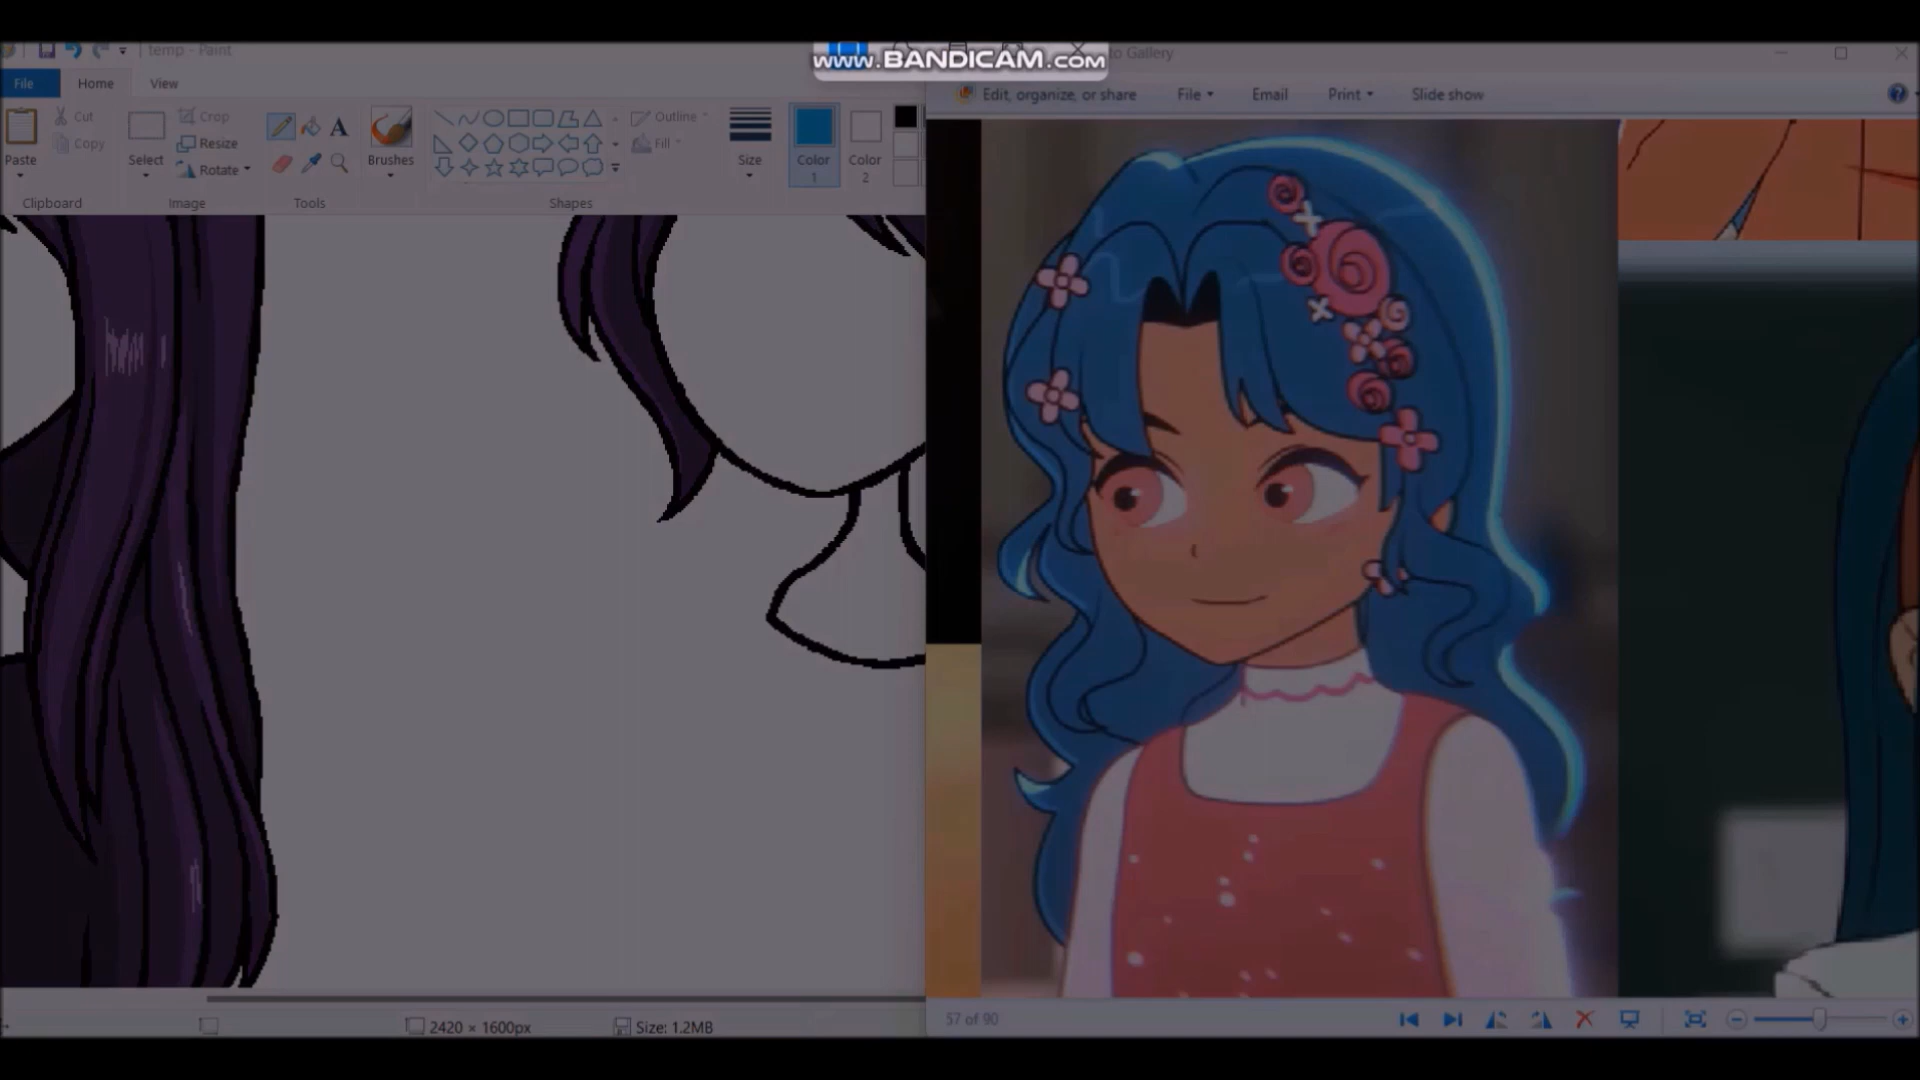 temp - Paint
www.BANDICAM.com
to Gallery
File
Home
View
Edit, organize, or share
File
Email
Print
Slide show
Paste
Cut
Copy
Select
Crop
Resize
Rotate
A
Brushes
Outline
Fill
Size
Color
1
Color
2
Clipboard
Image
Tools
Shapes
2420 × 1600px
Size: 1.2MB
57 of 90